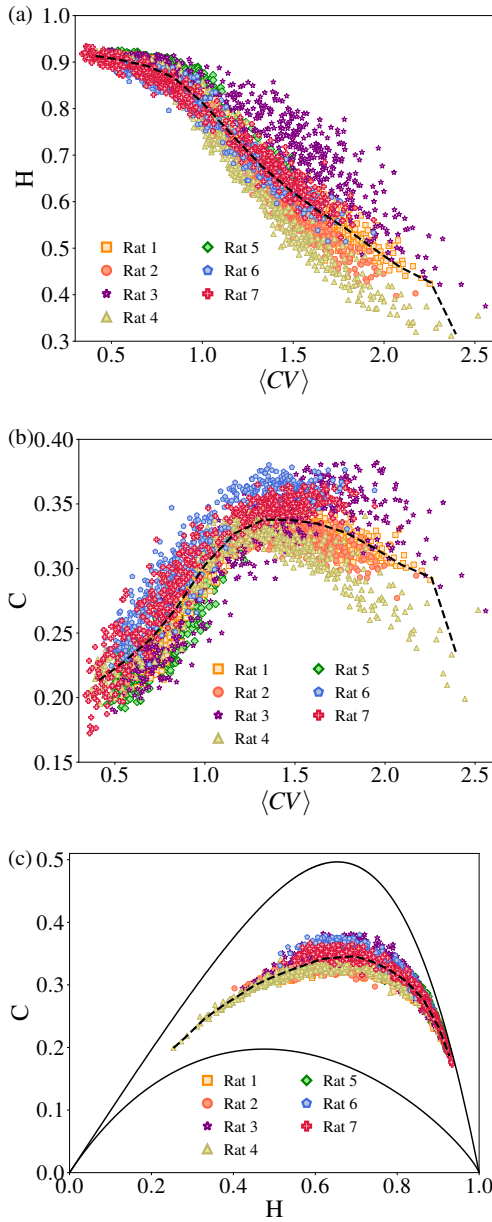 (a)
1.0
0.9
0.8
0.7
0.6
0.5
0.4
0.3
H
Rat 1
Rat 2
Rat 3
Rat 4
Rat 5
Rat 6
Rat 7
0.5 1.0 1.5 2.0 2.5
⟨CV⟩
(b)
0.40
0.35
0.30
0.25
0.20
0.15
C
Rat 1
Rat 2
Rat 3
Rat 4
Rat 5
Rat 6
Rat 7
0.5 1.0 1.5 2.0 2.5
⟨CV⟩
(c)
0.5
0.4
0.3
0.2
0.1
0.0
C
Rat 1
Rat 2
Rat 3
Rat 4
Rat 5
Rat 6
Rat 7
0.0 0.2 0.4 0.6 0.8 1.0
H